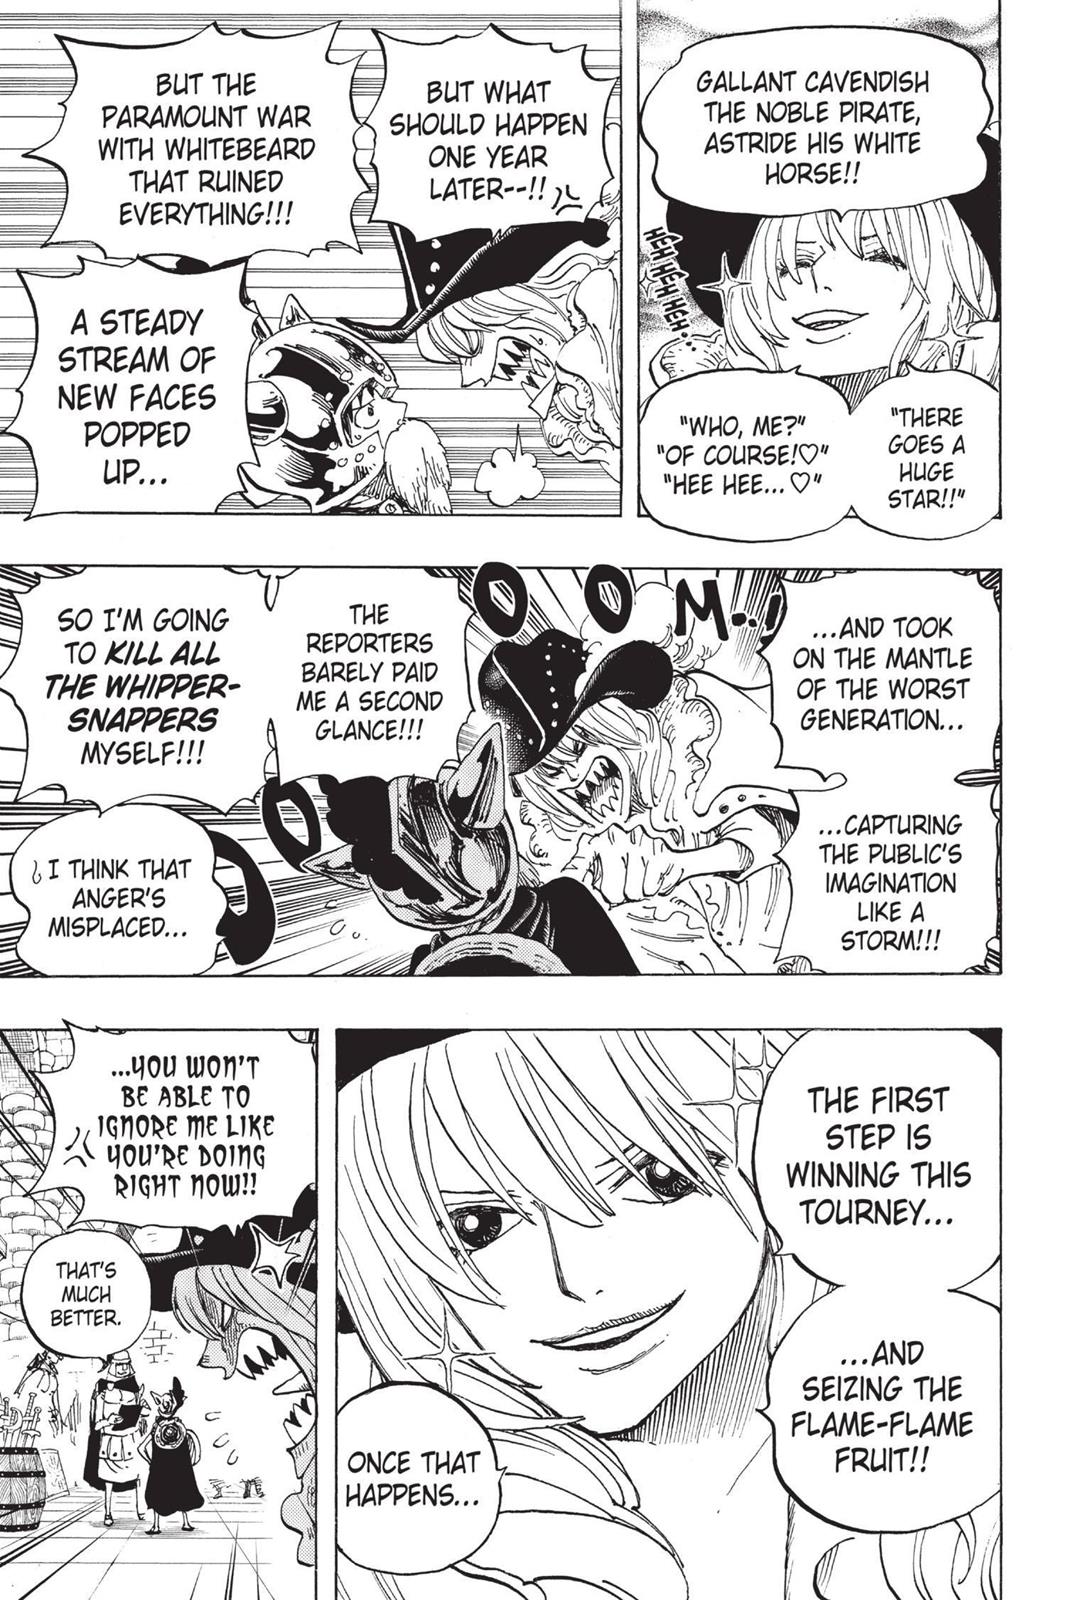 GALLANT CAVENDISH
THE NOBLE PIRATE,
ASTRIDE HIS WHITE
HORSE!!
HEH HEH HEH...
"THERE
GOES A
HUGE
STAR!!"
"WHO, ME?"
"OF COURSE!♡"
"HEE HEE...♡"
BUT WHAT
SHOULD HAPPEN
ONE YEAR
LATER--!!
BUT THE
PARAMOUNT WAR
WITH WHITEBEARD
THAT RUINED
EVERYTHING!!!
A STEADY
STREAM OF
NEW FACES
POPPED
UP...
...AND TOOK
ON THE MANTLE
OF THE WORST
GENERATION...
...CAPTURING
THE PUBLIC'S
IMAGINATION
LIKE A
STORM!!!
DOOOM..!
THE
REPORTERS
BARELY PAID
ME A SECOND
GLANCE!!!
SO I'M GOING
TO KILL ALL
THE WHIPPER-
SNAPPERS
MYSELF!!!
I THINK THAT
ANGER'S
MISPLACED...
THE FIRST
STEP IS
WINNING THIS
TOURNEY...
...AND
SEIZING THE
FLAME-FLAME
FRUIT!!
ONCE THAT
HAPPENS...
...YOU WON'T
BE ABLE TO
IGNORE ME LIKE
YOU'RE DOING
RIGHT NOW!!
THAT'S
MUCH
BETTER.